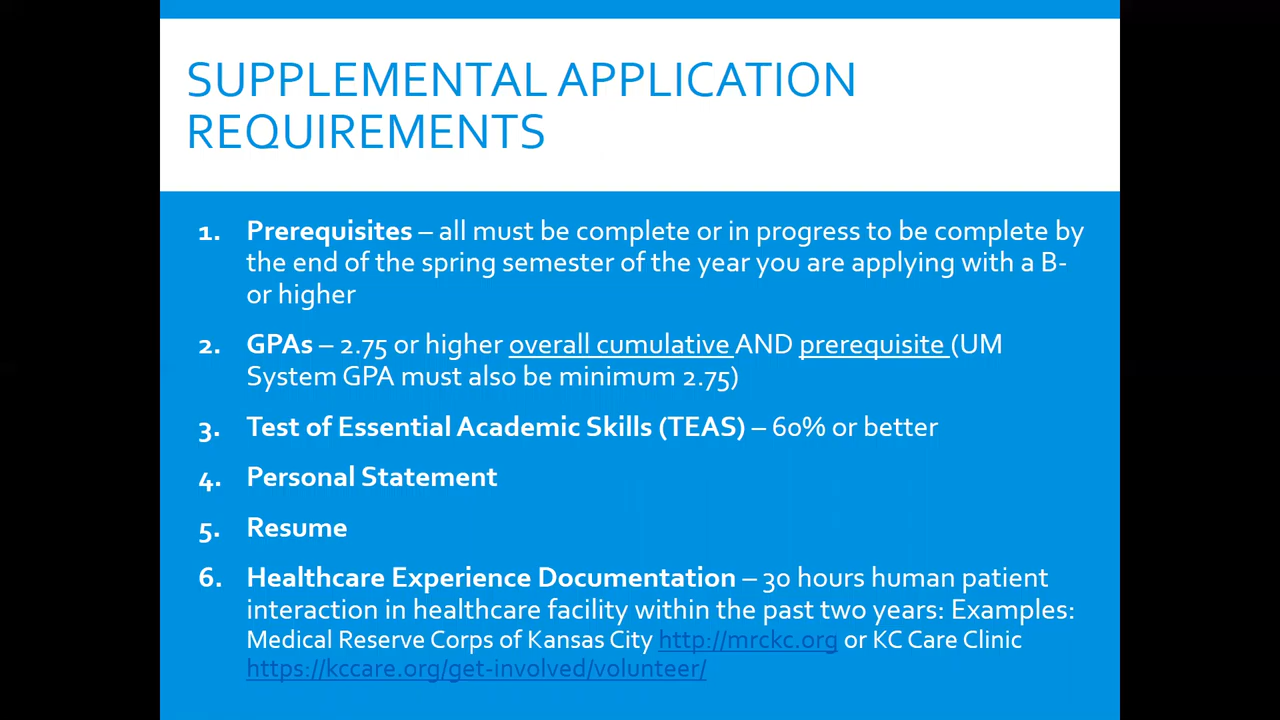 SUPPLEMENTAL APPLICATION
REQUIREMENTS
1. Prerequisites – all must be complete or in progress to be complete by
the end of the spring semester of the year you are applying with a B-
or higher
2. GPAs – 2.75 or higher overall cumulative AND prerequisite (UM
System GPA must also be minimum 2.75)
3. Test of Essential Academic Skills (TEAS) – 60% or better
4. Personal Statement
5. Resume
6. Healthcare Experience Documentation – 30 hours human patient
interaction in healthcare facility within the past two years: Examples:
Medical Reserve Corps of Kansas City http://mrckc.org or KC Care Clinic
https://kccare.org/get-involved/volunteer/